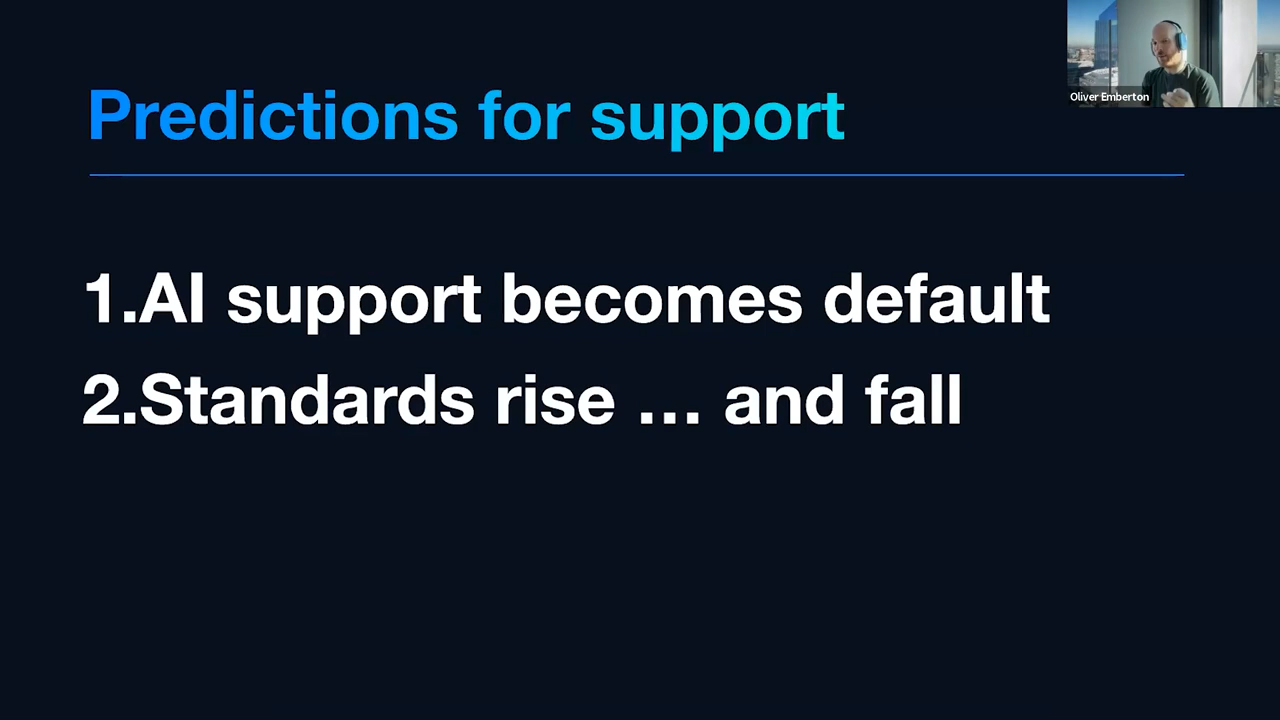 Predictions for support
Oliver Emberton
1.AI support becomes default
2.Standards rise … and fall